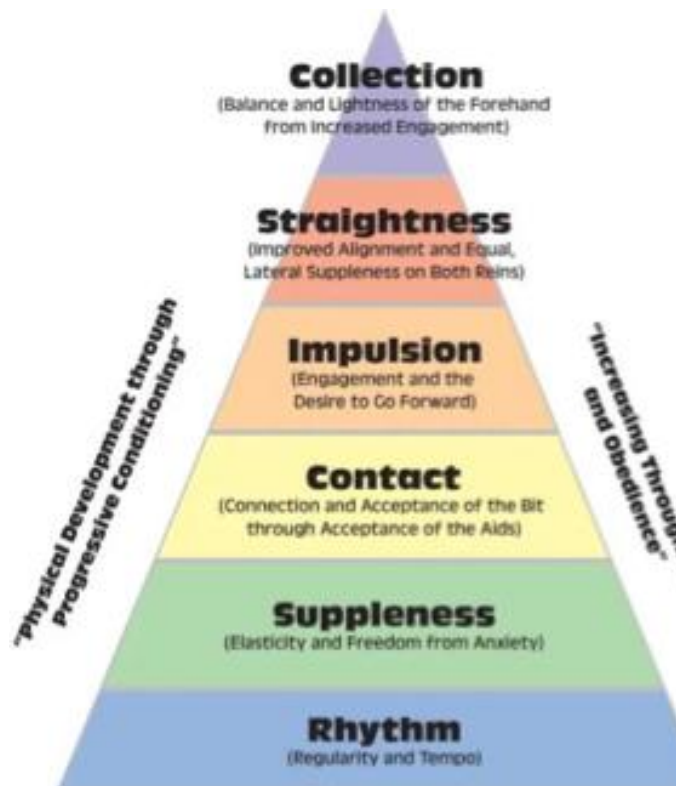 Collection
(Balance and Lightness of the Forehand
from Increased Engagement)
Straightness
(Improved Alignment and Equal,
Lateral Suppleness on Both Reins)
Impulsion
(Engagement and the
Desire to Go Forward)
Contact
(Connection and Acceptance of the Bit
through Acceptance of the Aids)
Suppleness
(Elasticity and Freedom from Anxiety)
Rhythm
(Regularity and Tempo)
"Physical Development through
Progressive Conditioning"
"Increasing Through
and Obedience"